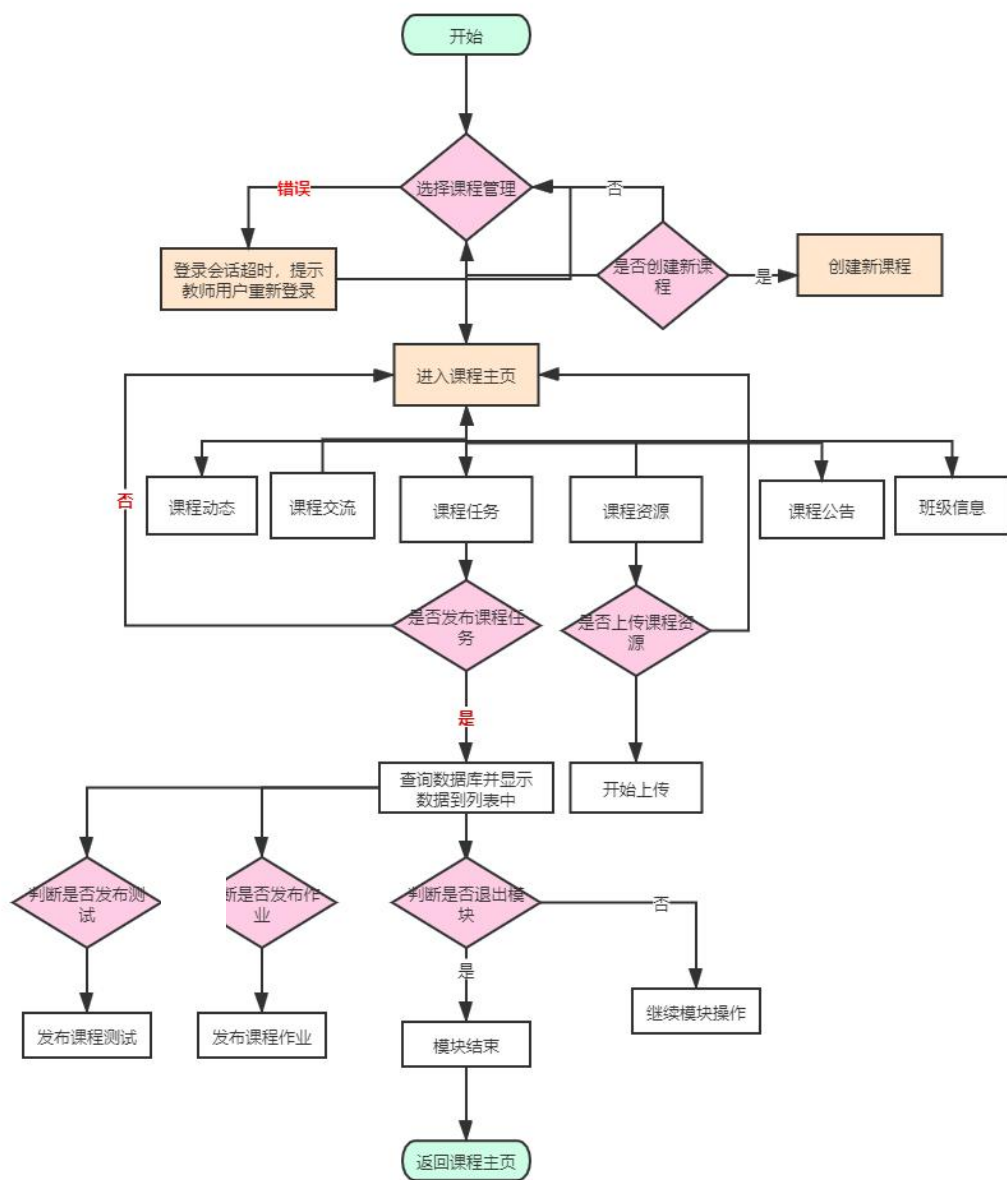 开始
选择课程管理
错误
否
登录会话超时，提示
教师用户重新登录
是否创建新课
程
是
创建新课程
进入课程主页
否
课程动态
课程交流
课程任务
课程资源
课程公告
班级信息
是否发布课程任
务
是否上传课程资
源
是
查询数据库并显示
数据到列表中
开始上传
判断是否发布测
试
断是否发布作
业
判断是否退出模
块
否
是
发布课程测试
发布课程作业
模块结束
继续模块操作
返回课程主页